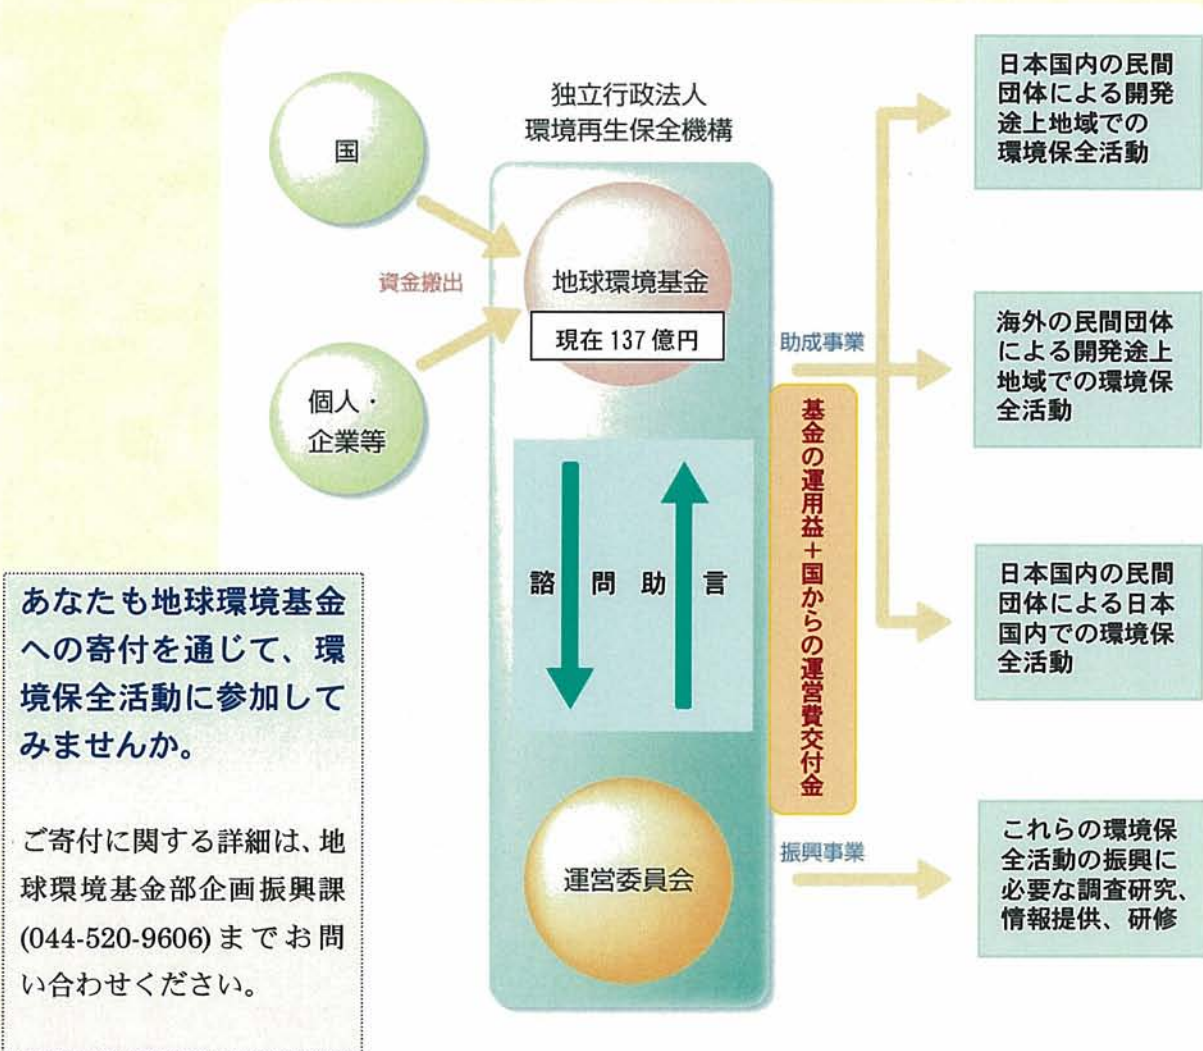 国
独立行政法人
環境再生保全機構
資金搬出
地球環境基金
現在 137 億円
個人・
企業等
諮問
助言
運営委員会
助成事業
基金の運用益＋国からの運営費交付金
振興事業
日本国内の民間
団体による開発
途上地域での
環境保全活動
海外の民間団体
による開発途上
地域での環境保
全活動
日本国内の民間
団体による日本
国内での環境保
全活動
これらの環境保
全活動の振興に
必要な調査研究、
情報提供、研修
あなたも地球環境基金
への寄付を通じて、環
境保全活動に参加して
みませんか。
ご寄付に関する詳細は、地
球環境基金部企画振興課
(044-520-9606)までお問
い合わせください。